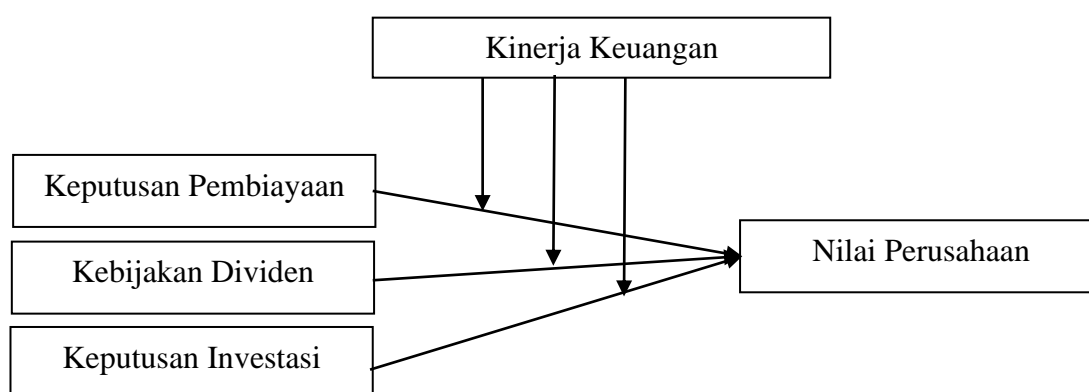 Kinerja Keuangan
Keputusan Pembiayaan
Kebijakan Dividen
Nilai Perusahaan
Keputusan Investasi